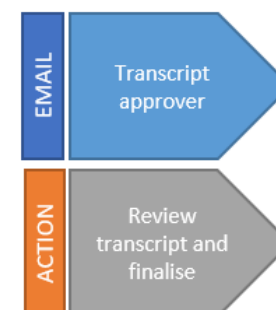 EMAIL
Transcript
approver
ACTION
Review
transcript and
finalise